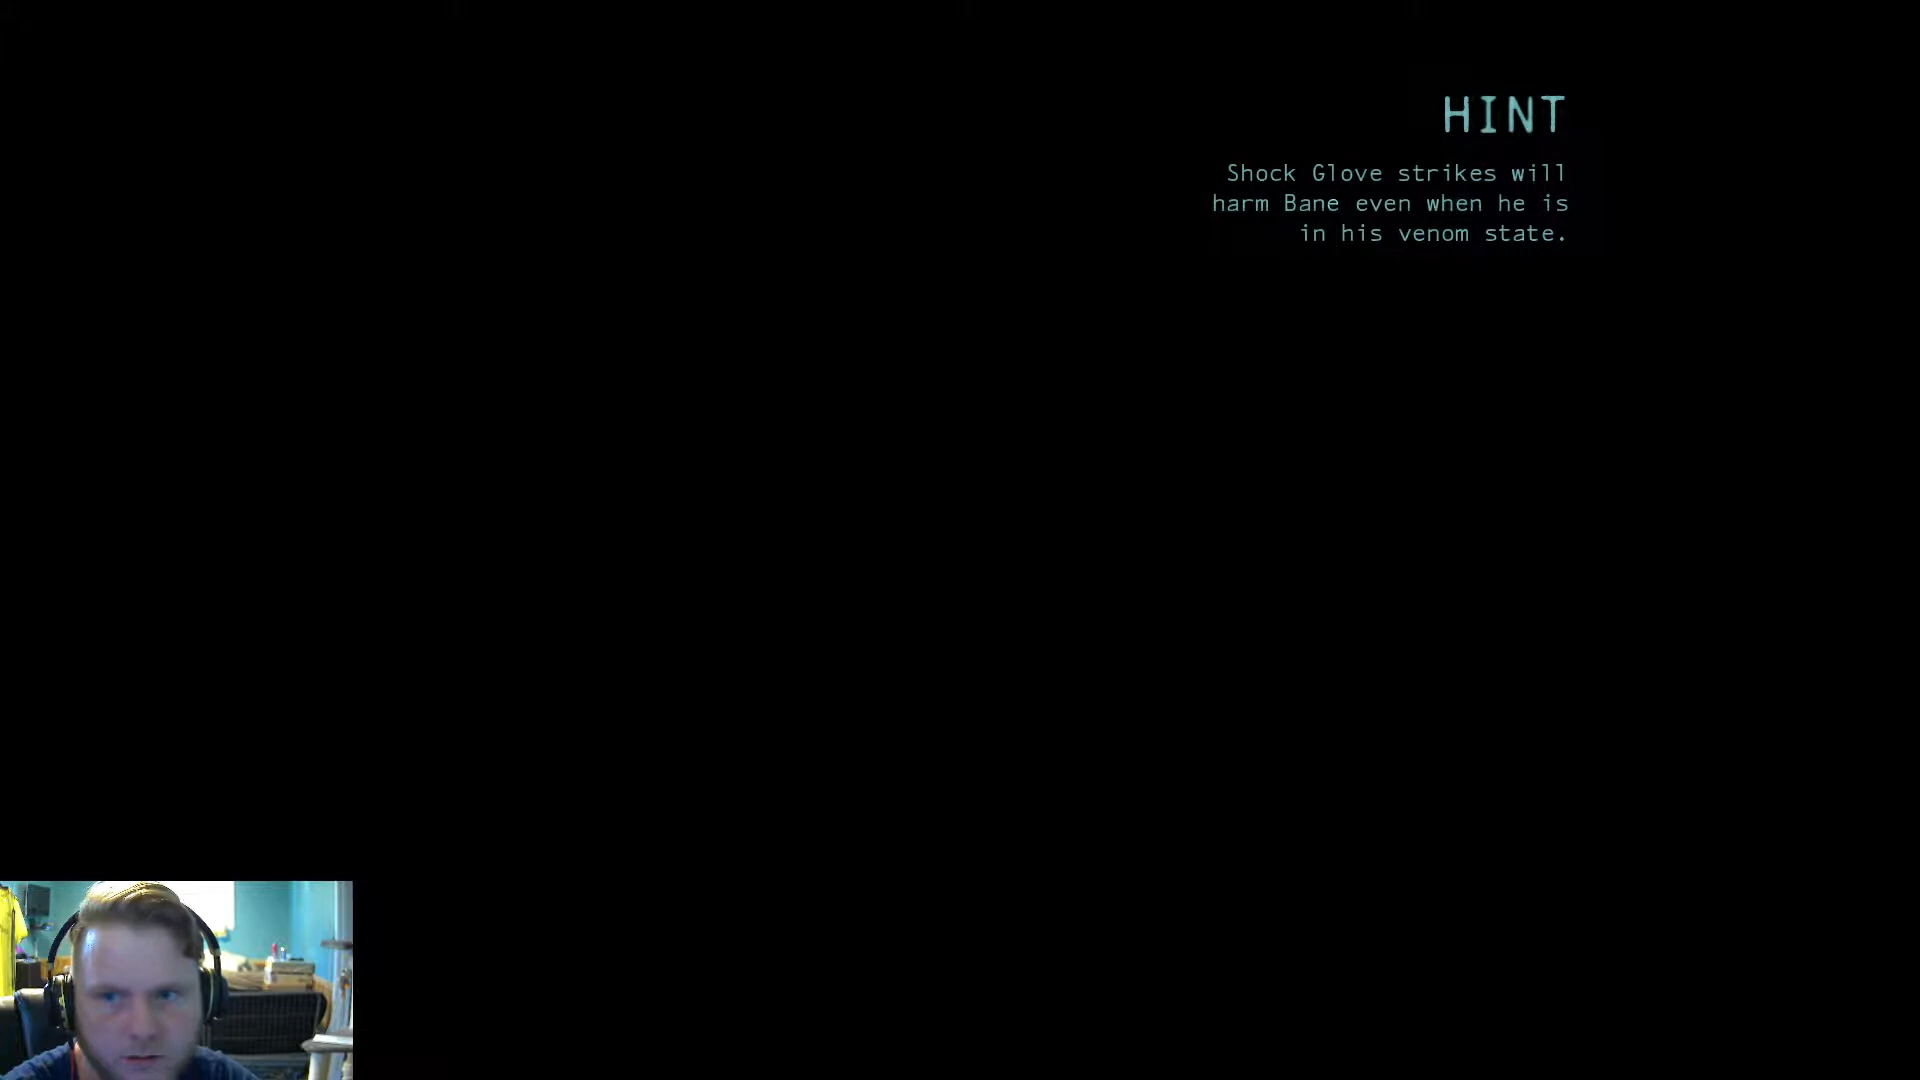 HINT
Shock Glove strikes will
harm Bane even when he is
in his venom state.